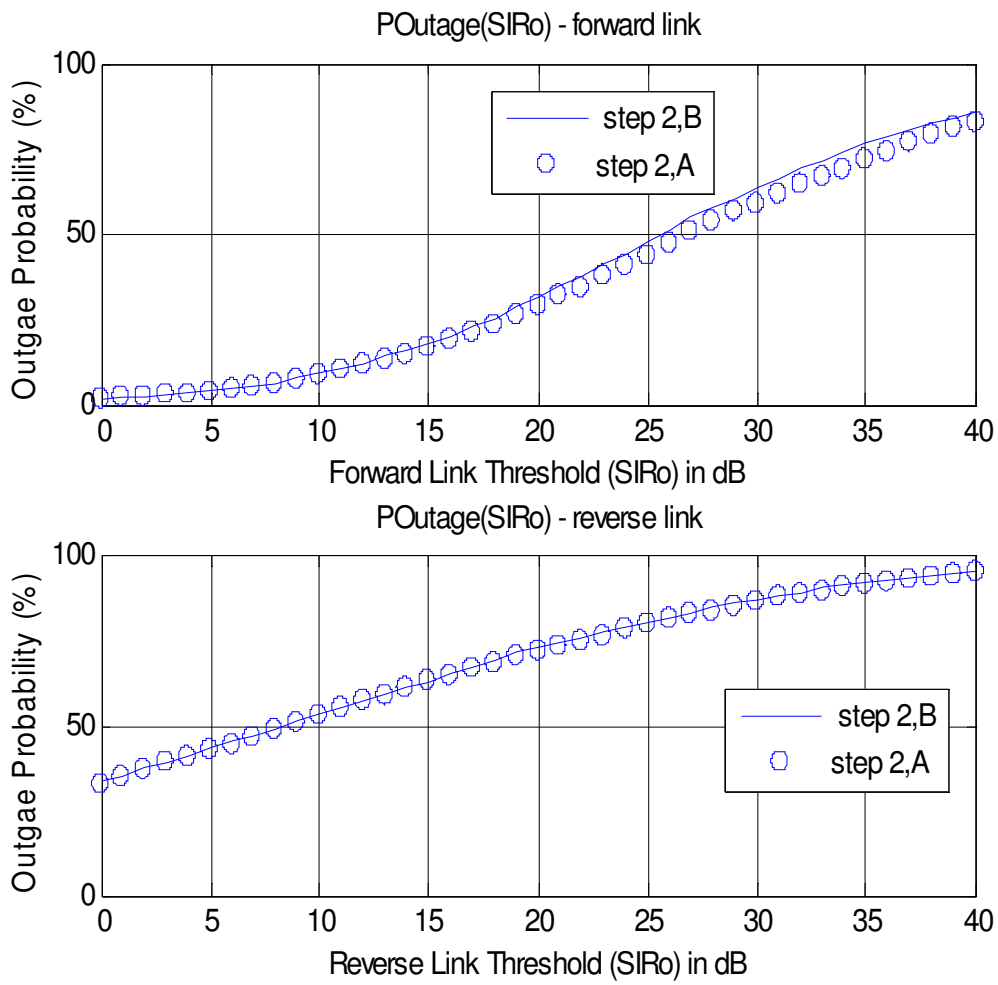 POutage(SIRo) - forward link
100
50
0
Outgae Probability (%)
step 2,B
step 2,A
0 5 10 15 20 25 30 35 40
Forward Link Threshold (SIRo) in dB
POutage(SIRo) - reverse link
100
50
0
Outgae Probability (%)
step 2,B
step 2,A
0 5 10 15 20 25 30 35 40
Reverse Link Threshold (SIRo) in dB